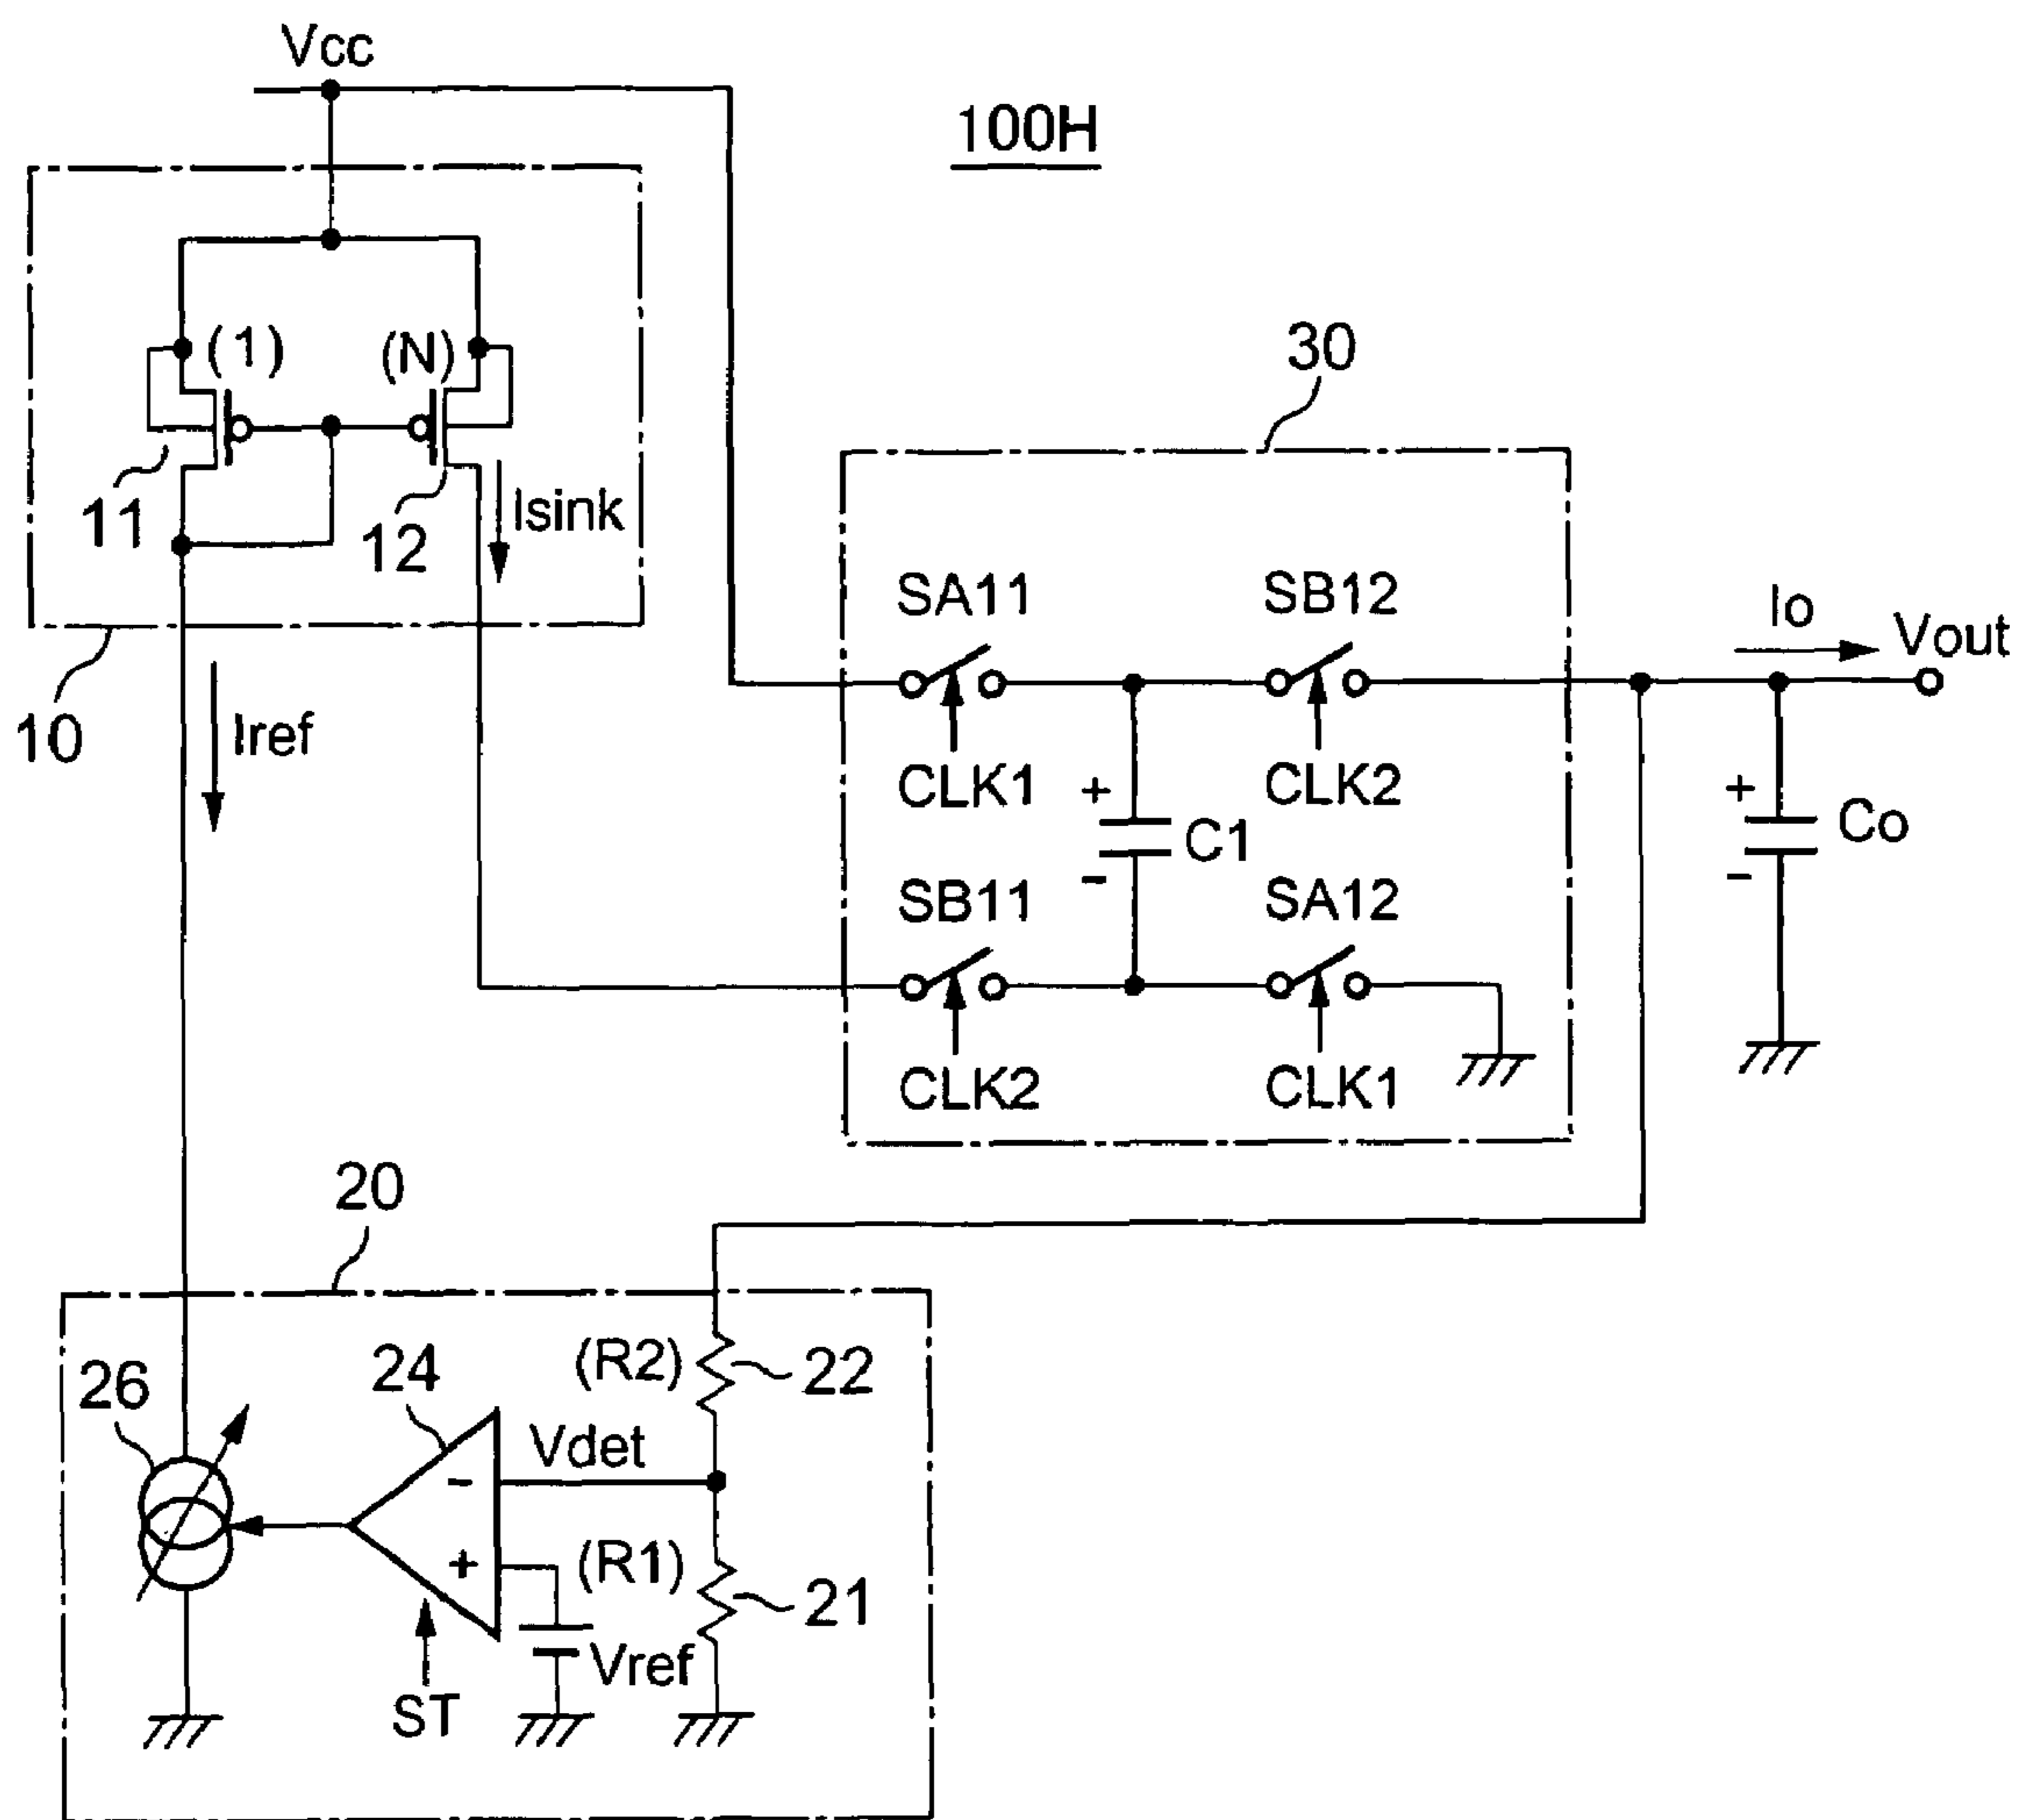 Vcc
100H
(1)
(N)
30
11
12
Isink
SA11
SB12
Io
Vout
10
Iref
CLK1
CLK2
+
C1
-
+
Co
-
SB11
SA12
CLK2
CLK1
20
26
24
(R2)
22
Vdet
-
+
(R1)
21
Vref
ST